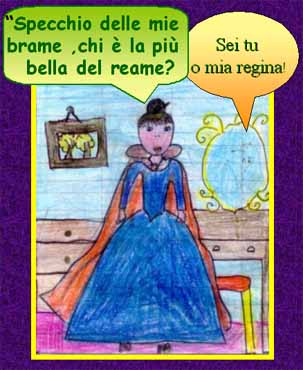 “Specchio delle mie
brame ,chi è la più
bella del reame?
Sei tu
o mia regina!